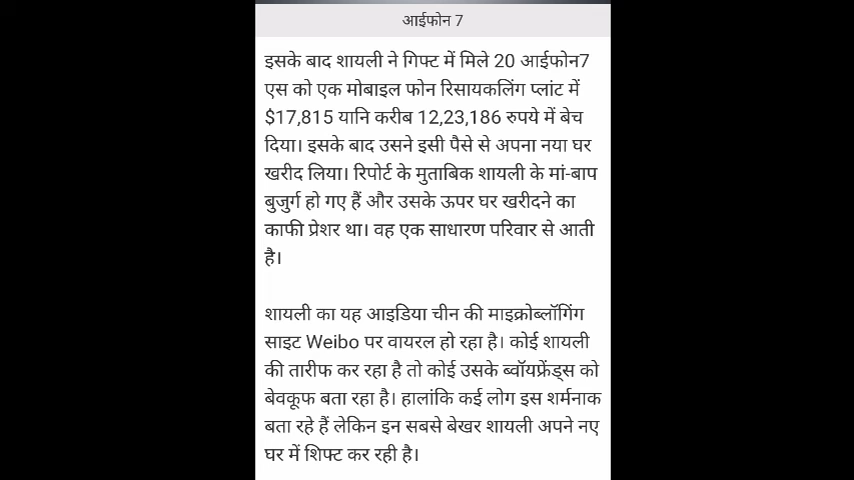 आईफोन 7
इसके बाद शायली ने गिफ्ट में मिले 20 आईफोन7
एस को एक मोबाइल फोन रिसायकलिंग प्लांट में
$17,815 यानि करीब 12,23,186 रुपये में बेच
दिया। इसके बाद उसने इसी पैसे से अपना नया घर
खरीद लिया। रिपोर्ट के मुताबिक शायली के मां-बाप
बुजुर्ग हो गए हैं और उसके ऊपर घर खरीदने का
काफी प्रेशर था। वह एक साधारण परिवार से आती
है।
शायली का यह आइडिया चीन की माइक्रोब्लॉगिंग
साइट Weibo पर वायरल हो रहा है। कोई शायली
की तारीफ कर रहा है तो कोई उसके ब्वॉयफ्रेंड्स को
बेवकूफ बता रहा है। हालांकि कई लोग इस शर्मनाक
बता रहे हैं लेकिन इन सबसे बेखर शायली अपने नए
घर में शिफ्ट कर रही है।